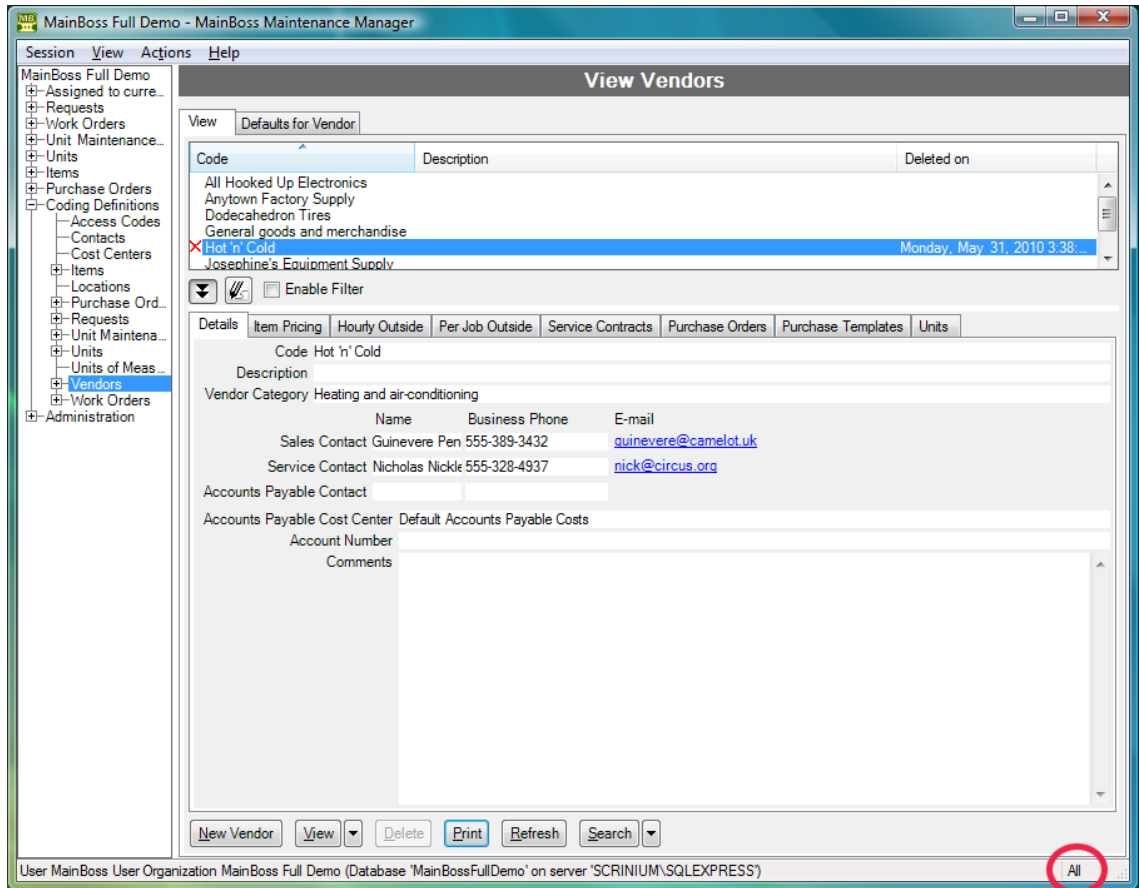 MainBoss Full Demo - MainBoss Maintenance Manager
Session View Actions Help
MainBoss Full Demo
Assigned to curre...
Requests
Work Orders
Unit Maintenance...
Units
Items
Purchase Orders
Coding Definitions
Access Codes
Contacts
Cost Centers
Items
Locations
Purchase Ord...
Requests
Unit Maintena...
Units
Units of Meas...
Vendors
Work Orders
Administration
View Vendors
View Defaults for Vendor
Code Description Deleted on
All Hooked Up Electronics
Anytown Factory Supply
Dodecahedron Tires
General goods and merchandise
Hot 'n' Cold Monday, May 31, 2010 3:38:...
Josephine's Equipment Supply
Enable Filter
Details Item Pricing Hourly Outside Per Job Outside Service Contracts Purchase Orders Purchase Templates Units
Code Hot 'n' Cold
Description
Vendor Category Heating and air-conditioning
Name Business Phone E-mail
Sales Contact Guinevere Pen 555-389-3432 guinevere@camelot.uk
Service Contact Nicholas Nickle 555-328-4937 nick@circus.org
Accounts Payable Contact
Accounts Payable Cost Center Default Accounts Payable Costs
Account Number
Comments
New Vendor View Delete Print Refresh Search
User MainBoss User Organization MainBoss Full Demo (Database 'MainBossFullDemo' on server 'SCRINIUM\SQLEXPRESS') All